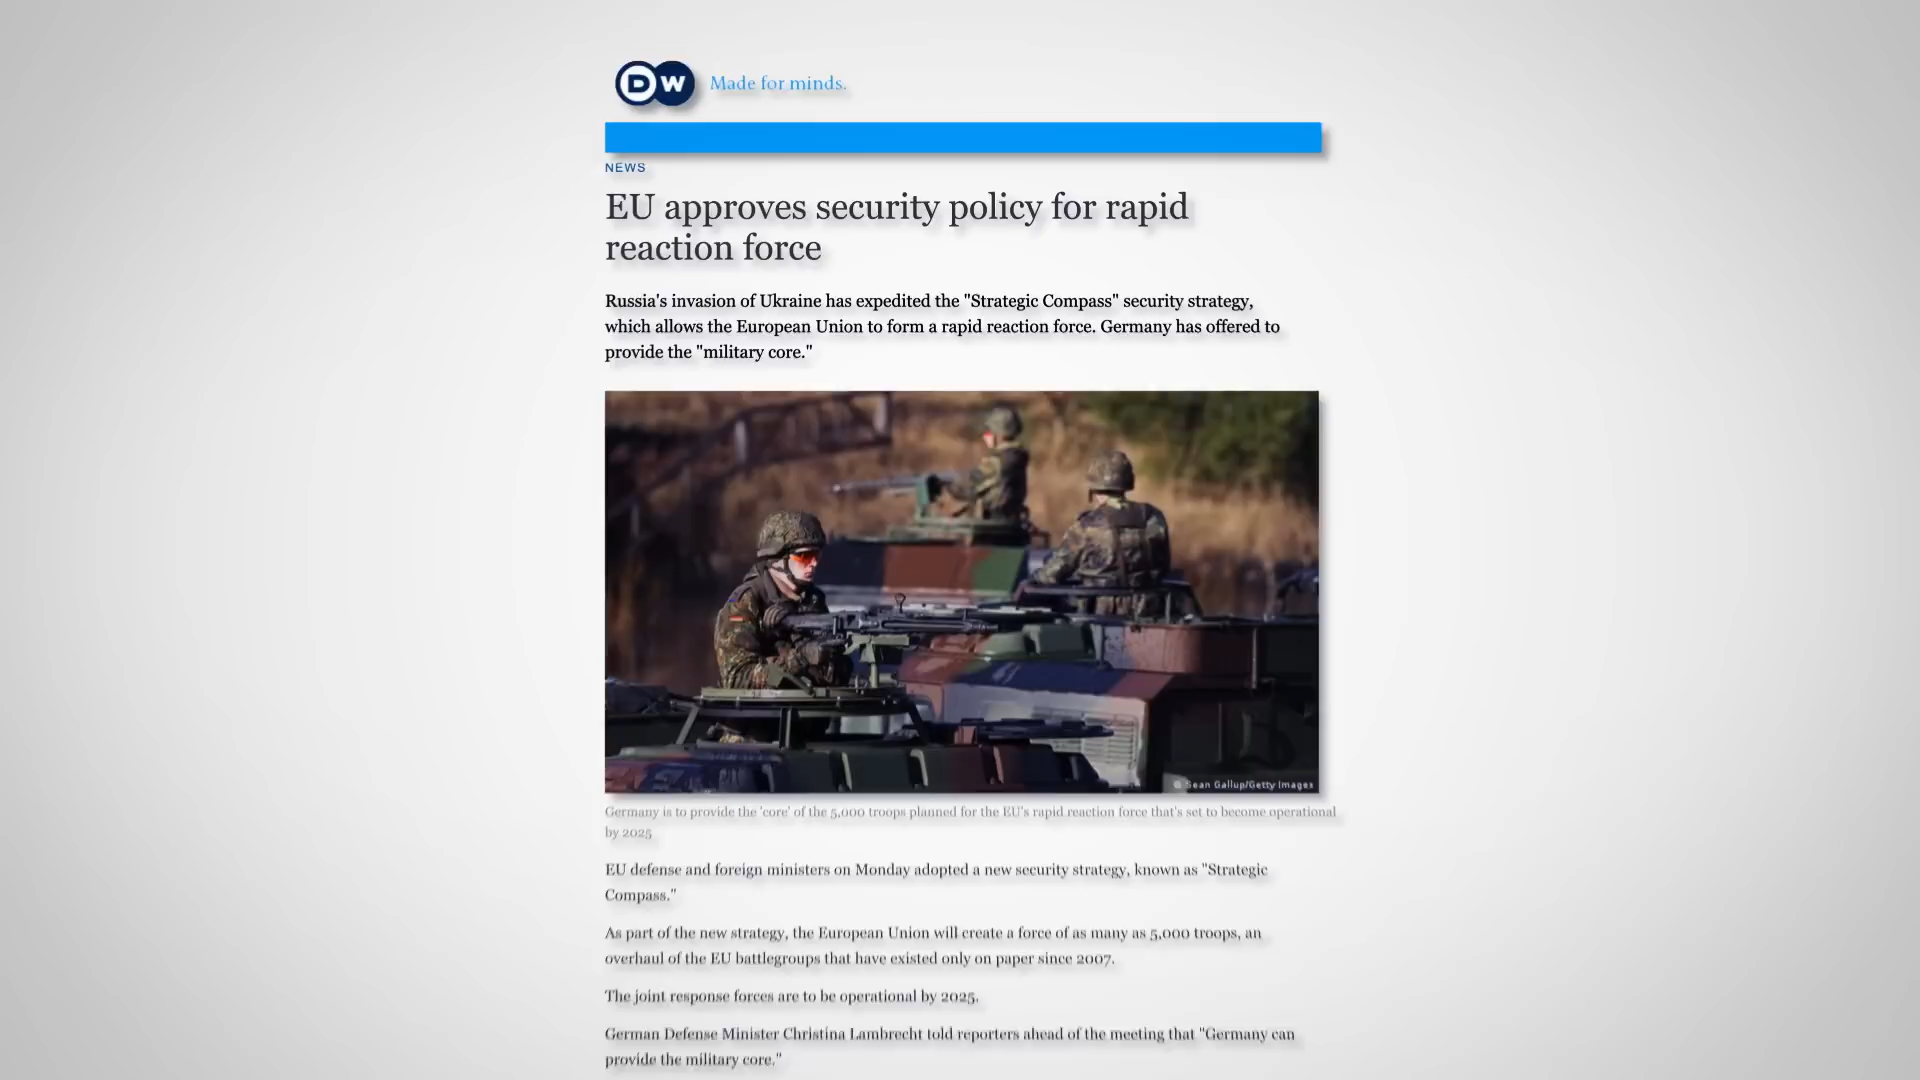 DW Made for minds.
NEWS
EU approves security policy for rapid
reaction force
Russia's invasion of Ukraine has expedited the "Strategic Compass" security strategy,
which allows the European Union to form a rapid reaction force. Germany has offered to
provide the "military core."
© Sean Gallup/Getty Images
Germany is to provide the 'core' of the 5,000 troops planned for the EU's rapid reaction force that's set to become operational
by 2025
EU defense and foreign ministers on Monday adopted a new security strategy, known as "Strategic
Compass."
As part of the new strategy, the European Union will create a force of as many as 5,000 troops, an
overhaul of the EU battlegroups that have existed only on paper since 2007.
The joint response forces are to be operational by 2025.
German Defense Minister Christina Lambrecht told reporters ahead of the meeting that "Germany can
provide the military core."